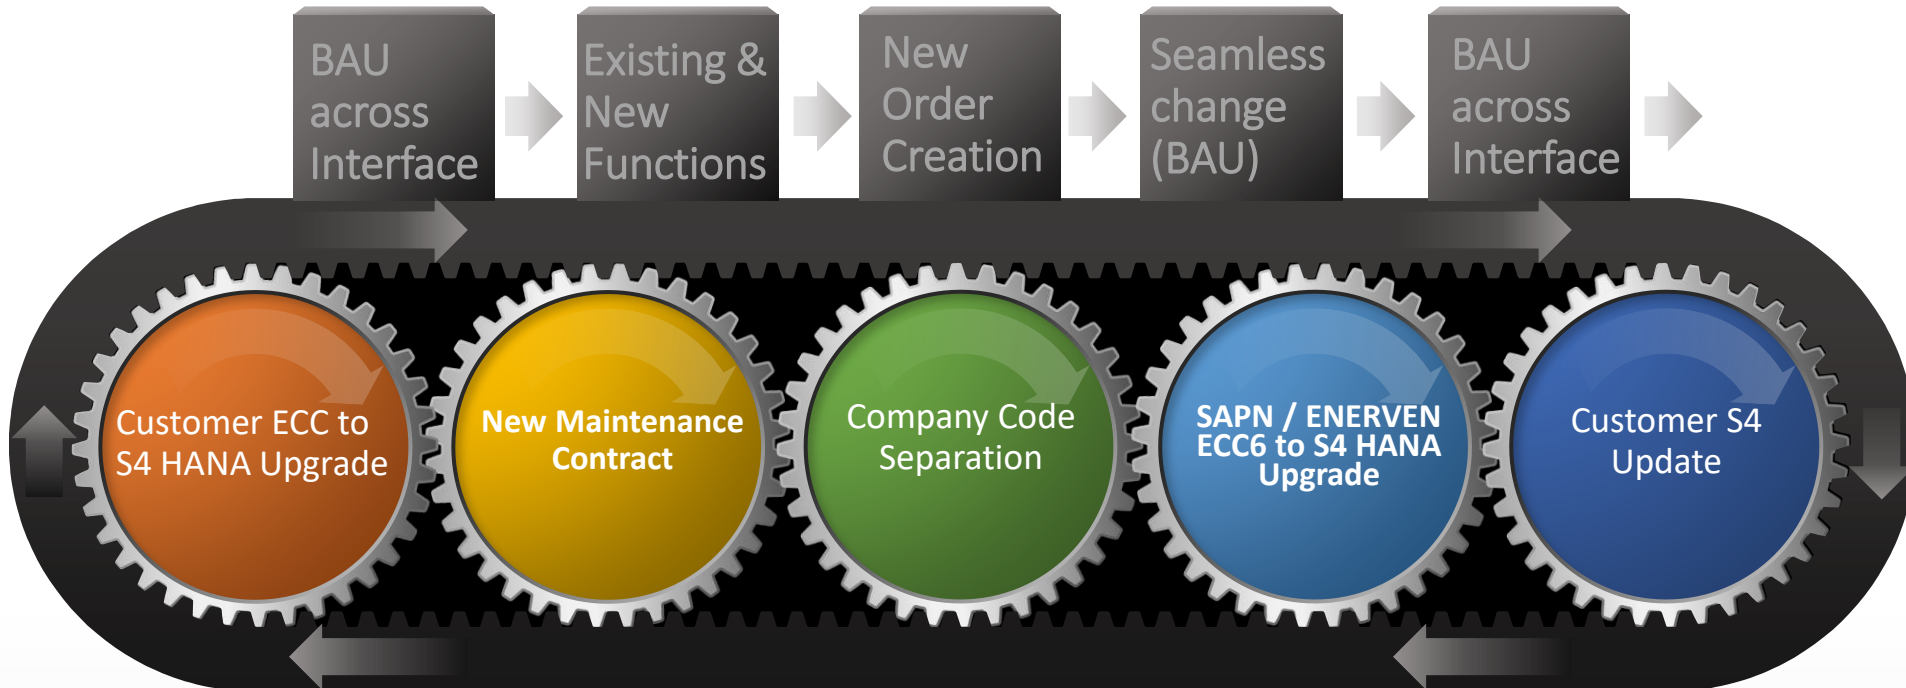 BAU
across
Interface
Existing &
New
Functions
New
Order
Creation
Seamless
change
(BAU)
BAU
across
Interface
Customer ECC to
S4 HANA Upgrade
New Maintenance
Contract
Company Code
Separation
SAPN / ENERVEN
ECC6 to S4 HANA
Upgrade
Customer S4
Update